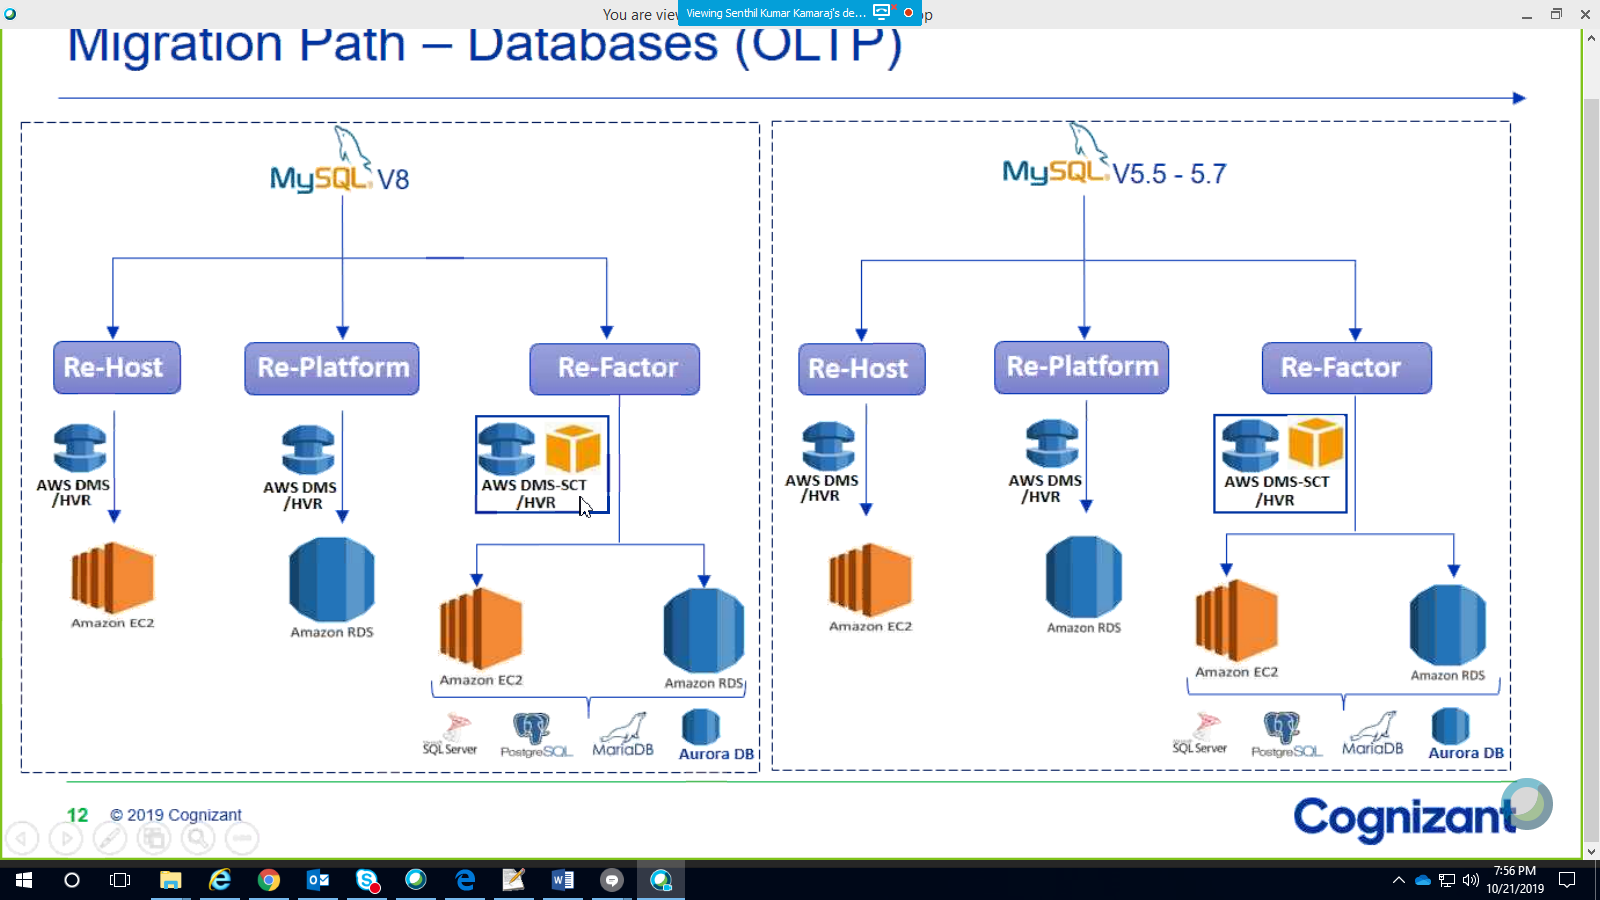 You are vie
Viewing Senthil Kumar Kamaraj's de...
op
Migration Path – Databases (OLTP)
MySQL V8
MySQL V5.5 - 5.7
Re-Host
Re-Platform
Re-Factor
Re-Host
Re-Platform
Re-Factor
AWS DMS
/HVR
AWS DMS
/HVR
AWS DMS-SCT
/HVR
AWS DMS
/HVR
AWS DMS
/HVR
AWS DMS-SCT
/HVR
Amazon EC2
Amazon RDS
Amazon EC2
Amazon RDS
Amazon EC2
Amazon RDS
Amazon EC2
Amazon RDS
SQL Server
PostgreSQL
MariaDB
Aurora DB
SQL Server
PostgreSQL
MariaDB
Aurora DB
12 © 2019 Cognizant
Cognizant
7:56 PM
10/21/2019